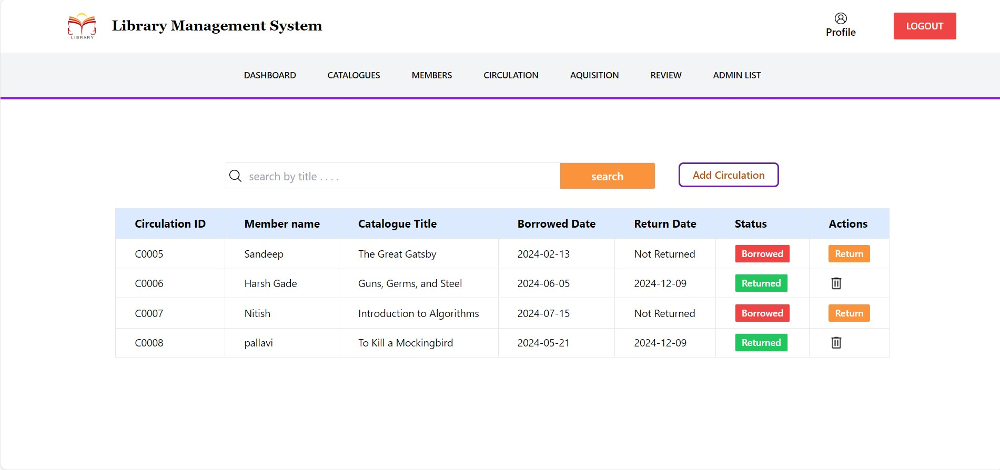 LIBRARY
Library Management System
Profile
LOGOUT
DASHBOARD CATALOGUES MEMBERS CIRCULATION AQUISITION REVIEW ADMIN LIST
search by title . . . . search Add Circulation
Circulation ID Member name Catalogue Title Borrowed Date Return Date Status Actions
C0005 Sandeep The Great Gatsby 2024-02-13 Not Returned Borrowed Return
C0006 Harsh Gade Guns, Germs, and Steel 2024-06-05 2024-12-09 Returned
C0007 Nitish Introduction to Algorithms 2024-07-15 Not Returned Borrowed Return
C0008 pallavi To Kill a Mockingbird 2024-05-21 2024-12-09 Returned